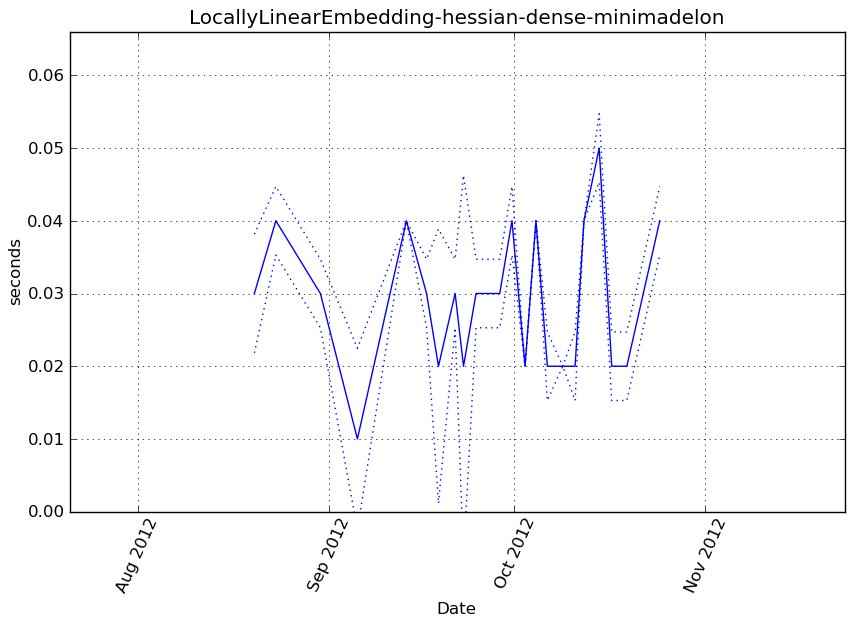 LocallyLinearEmbedding-hessian-dense-minimadelon
0.06
0.05
0.04
0.03
0.02
0.01
0.00
seconds
Aug 2012
Sep 2012
Oct 2012
Nov 2012
Date